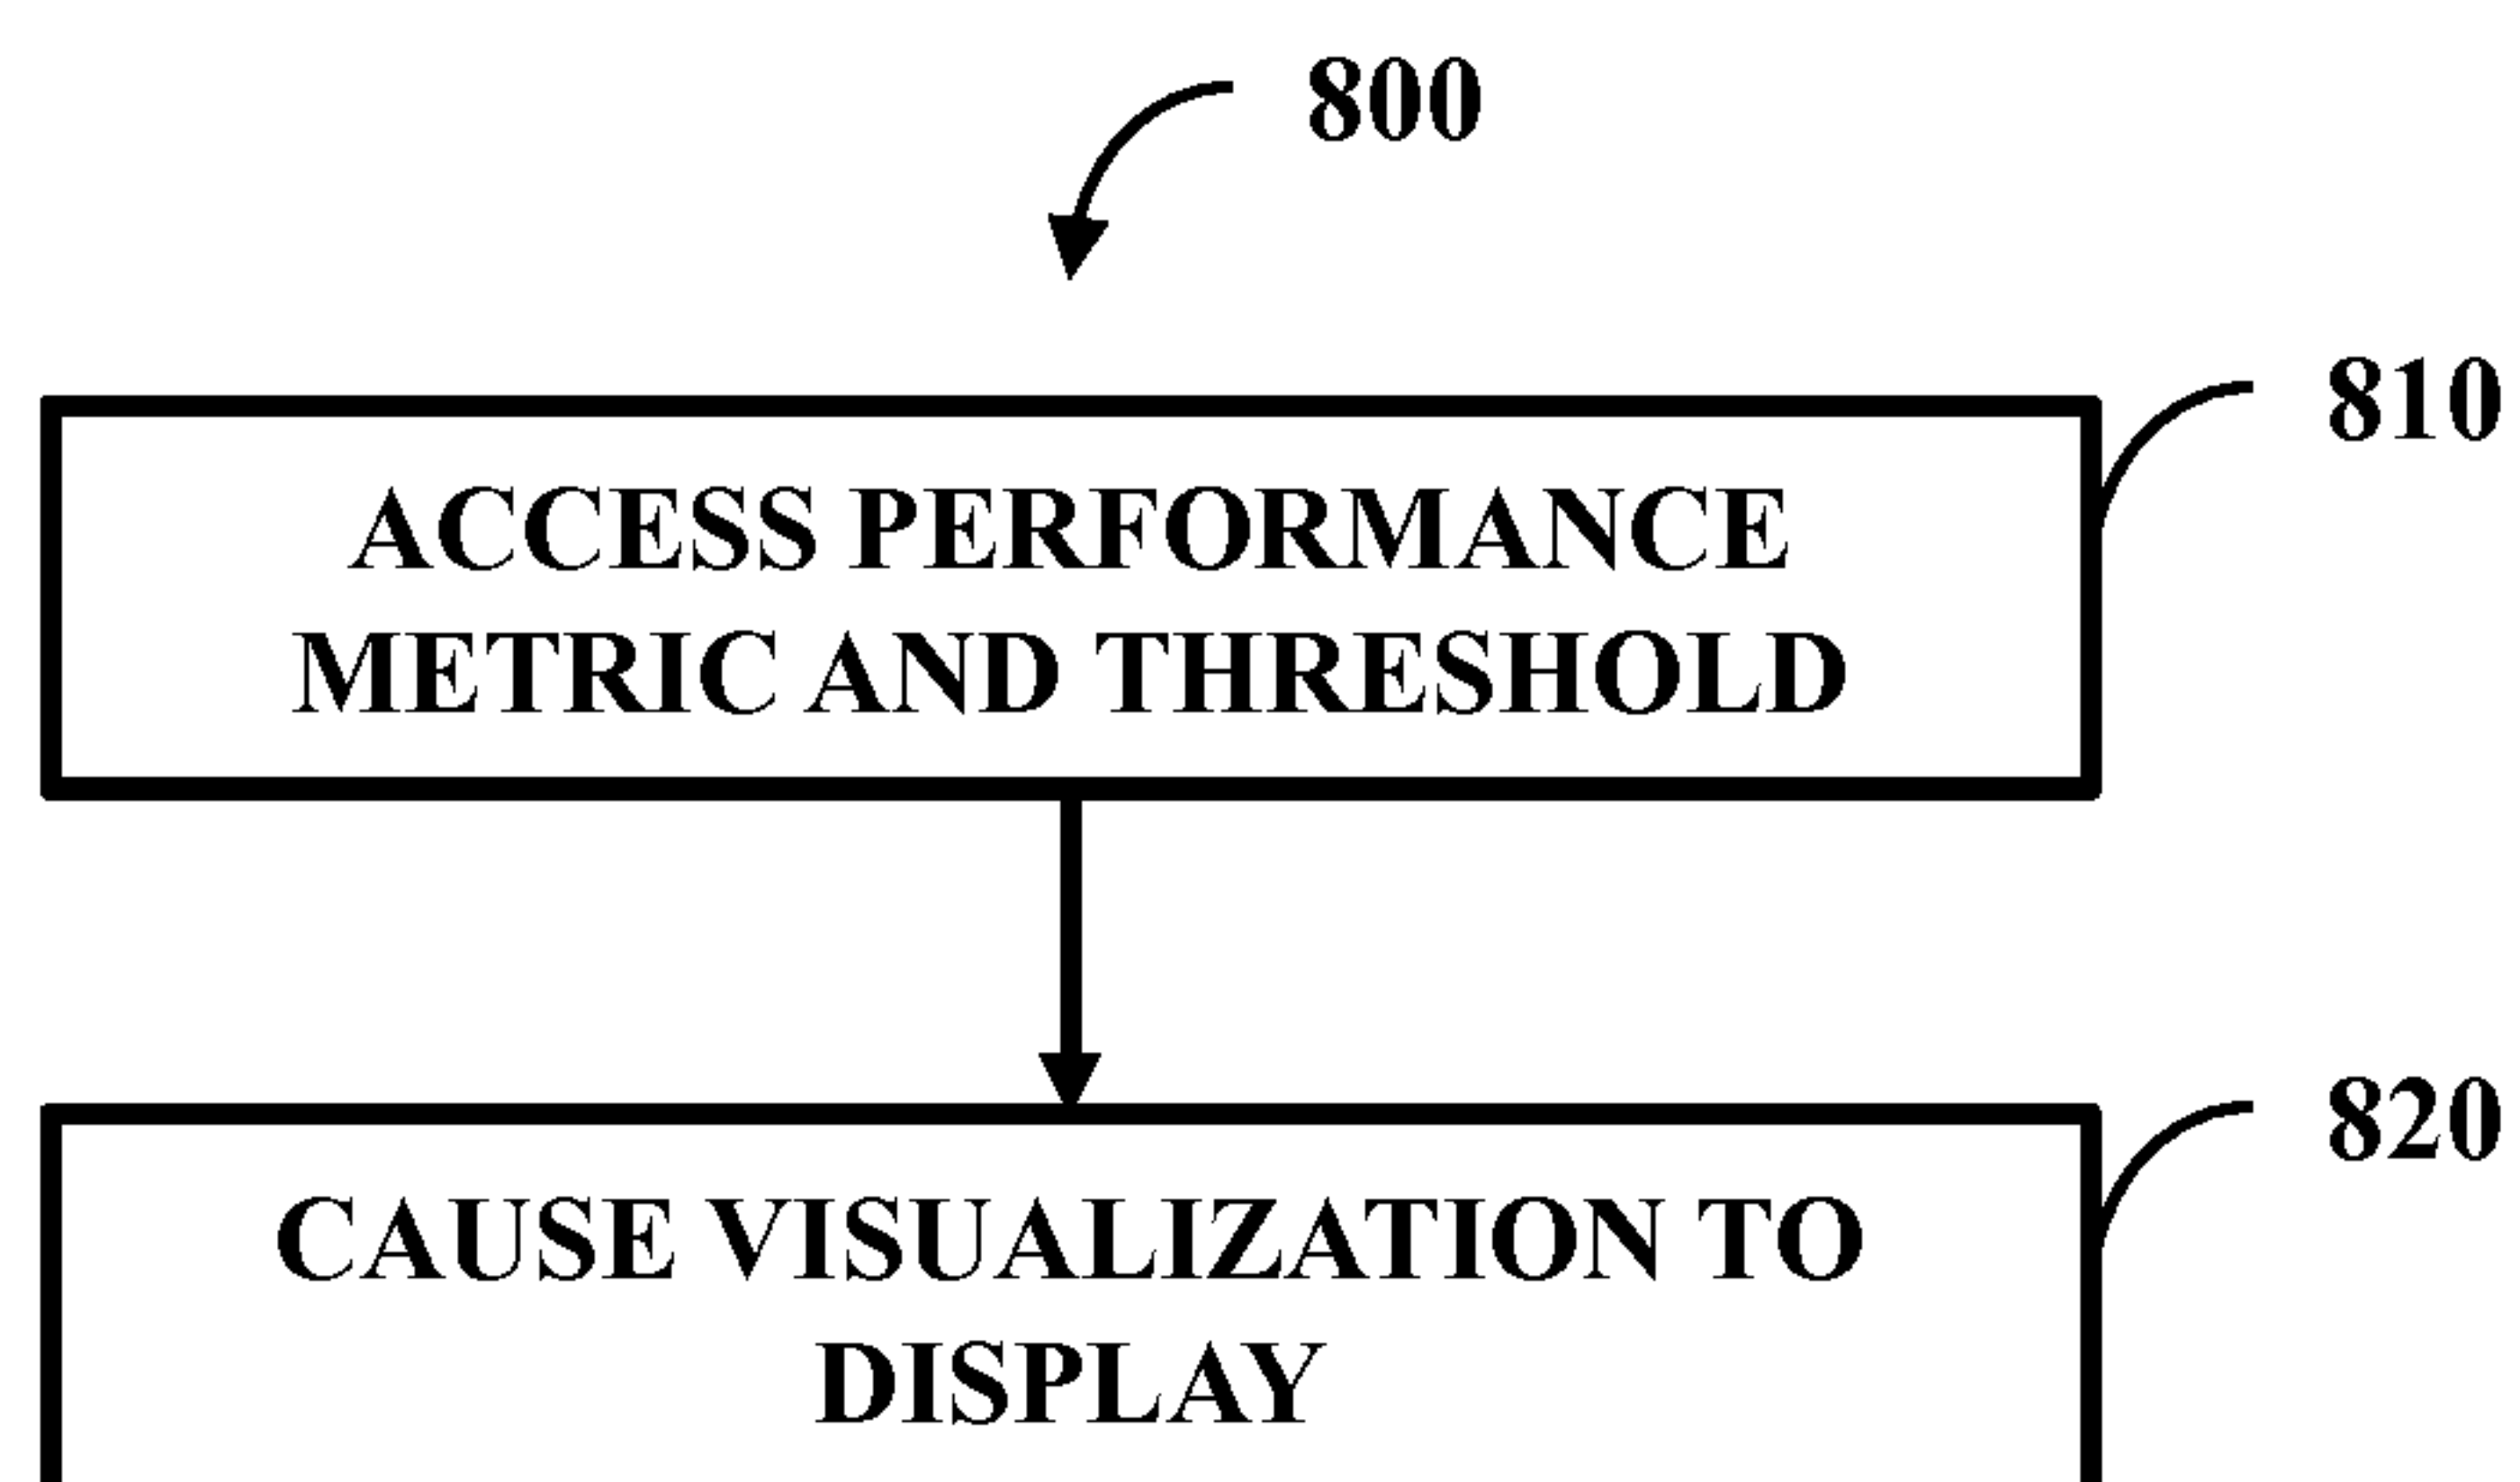 800
810
ACCESS PERFORMANCE
METRIC AND THRESHOLD
820
CAUSE VISUALIZATION TO
DISPLAY